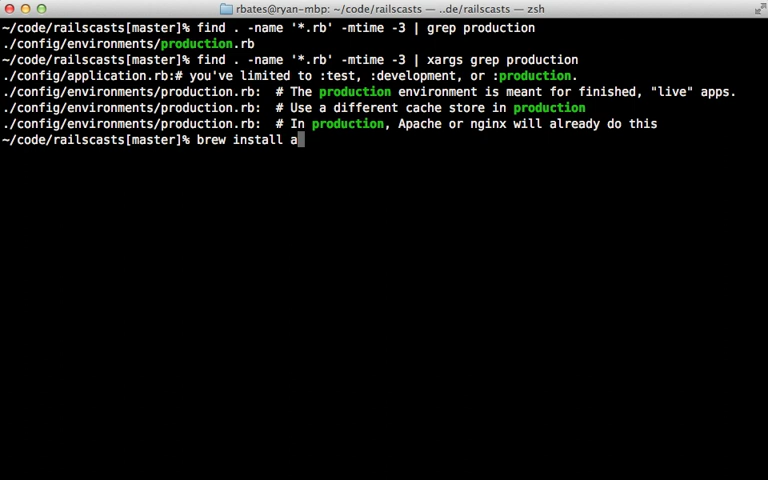 rbates@ryan-mbp: ~/code/railscasts — ..de/railscasts — zsh
~/code/railscasts[master]% find . -name '*.rb' -mtime -3 | grep production
./config/environments/production.rb
~/code/railscasts[master]% find . -name '*.rb' -mtime -3 | xargs grep production
./config/application.rb:# you've limited to :test, :development, or :production.
./config/environments/production.rb:  # The production environment is meant for finished, "live" apps.
./config/environments/production.rb:  # Use a different cache store in production
./config/environments/production.rb:  # In production, Apache or nginx will already do this
~/code/railscasts[master]% brew install a